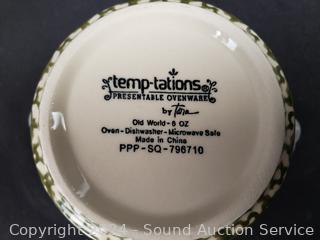 temp-tations
PRESENTABLE OVENWARE
by Tara
Old World - 6 OZ
Oven - Dishwasher - Microwave Safe
Made in China
PPP-SQ-796710
Copyright 2024 - Sound Auction Service